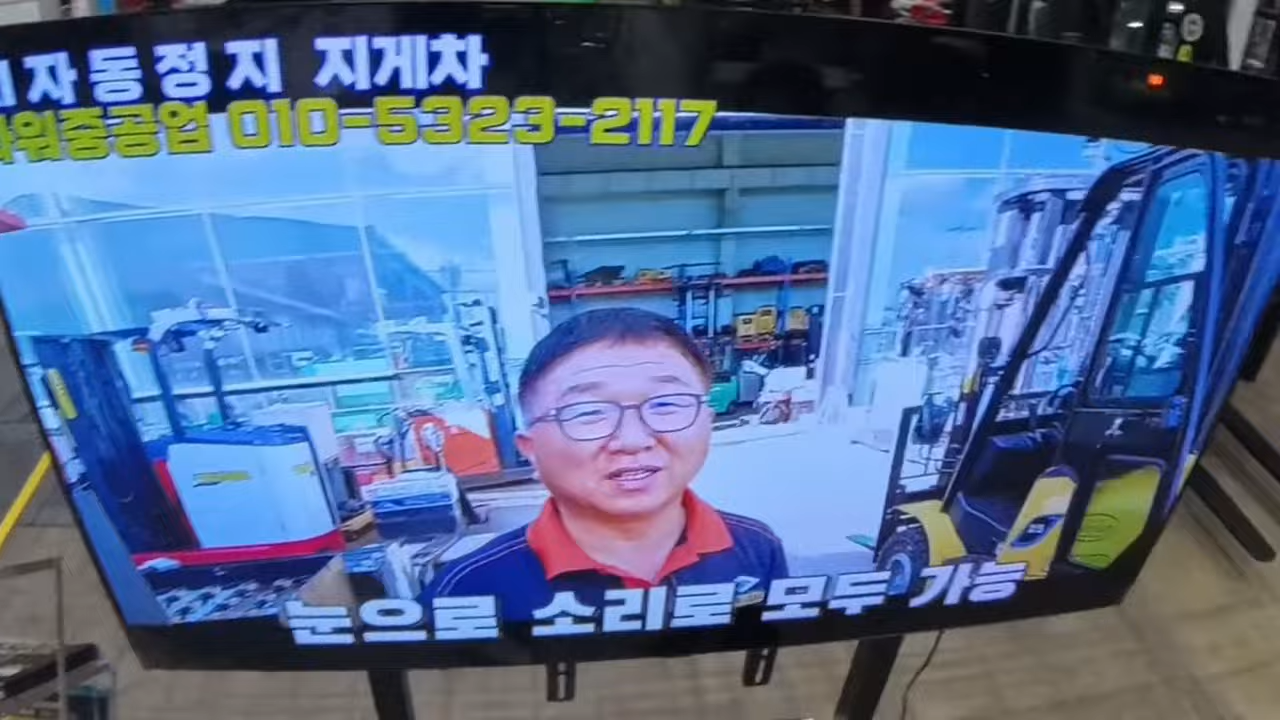 자동정지 지게차
파워중공업 010-5323-2117
눈으로 소리로 모두 가능